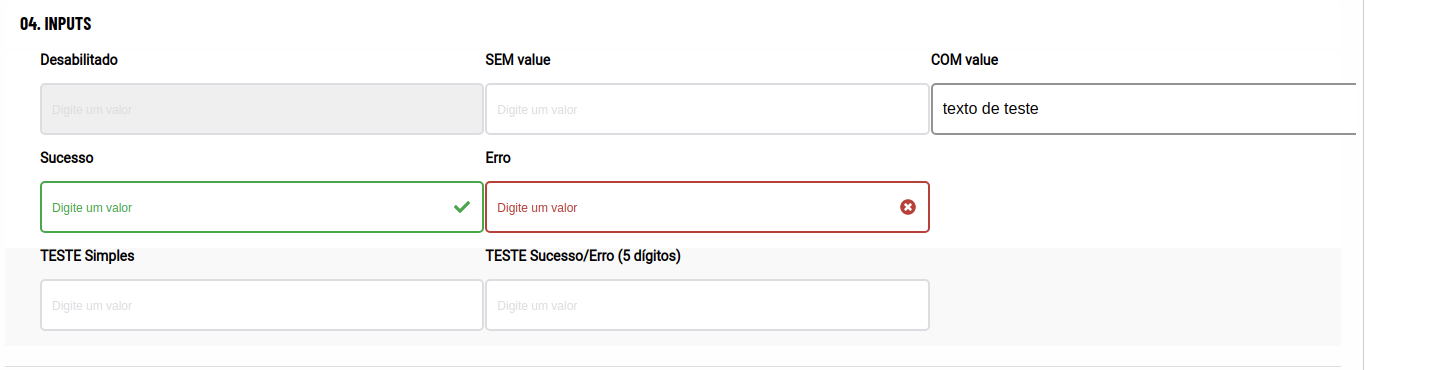 04. INPUTS
Desabilitado SEM value COM value
Digite um valor Digite um valor texto de teste
Sucesso Erro
Digite um valor Digite um valor
TESTE Simples TESTE Sucesso/Erro (5 dígitos)
Digite um valor Digite um valor